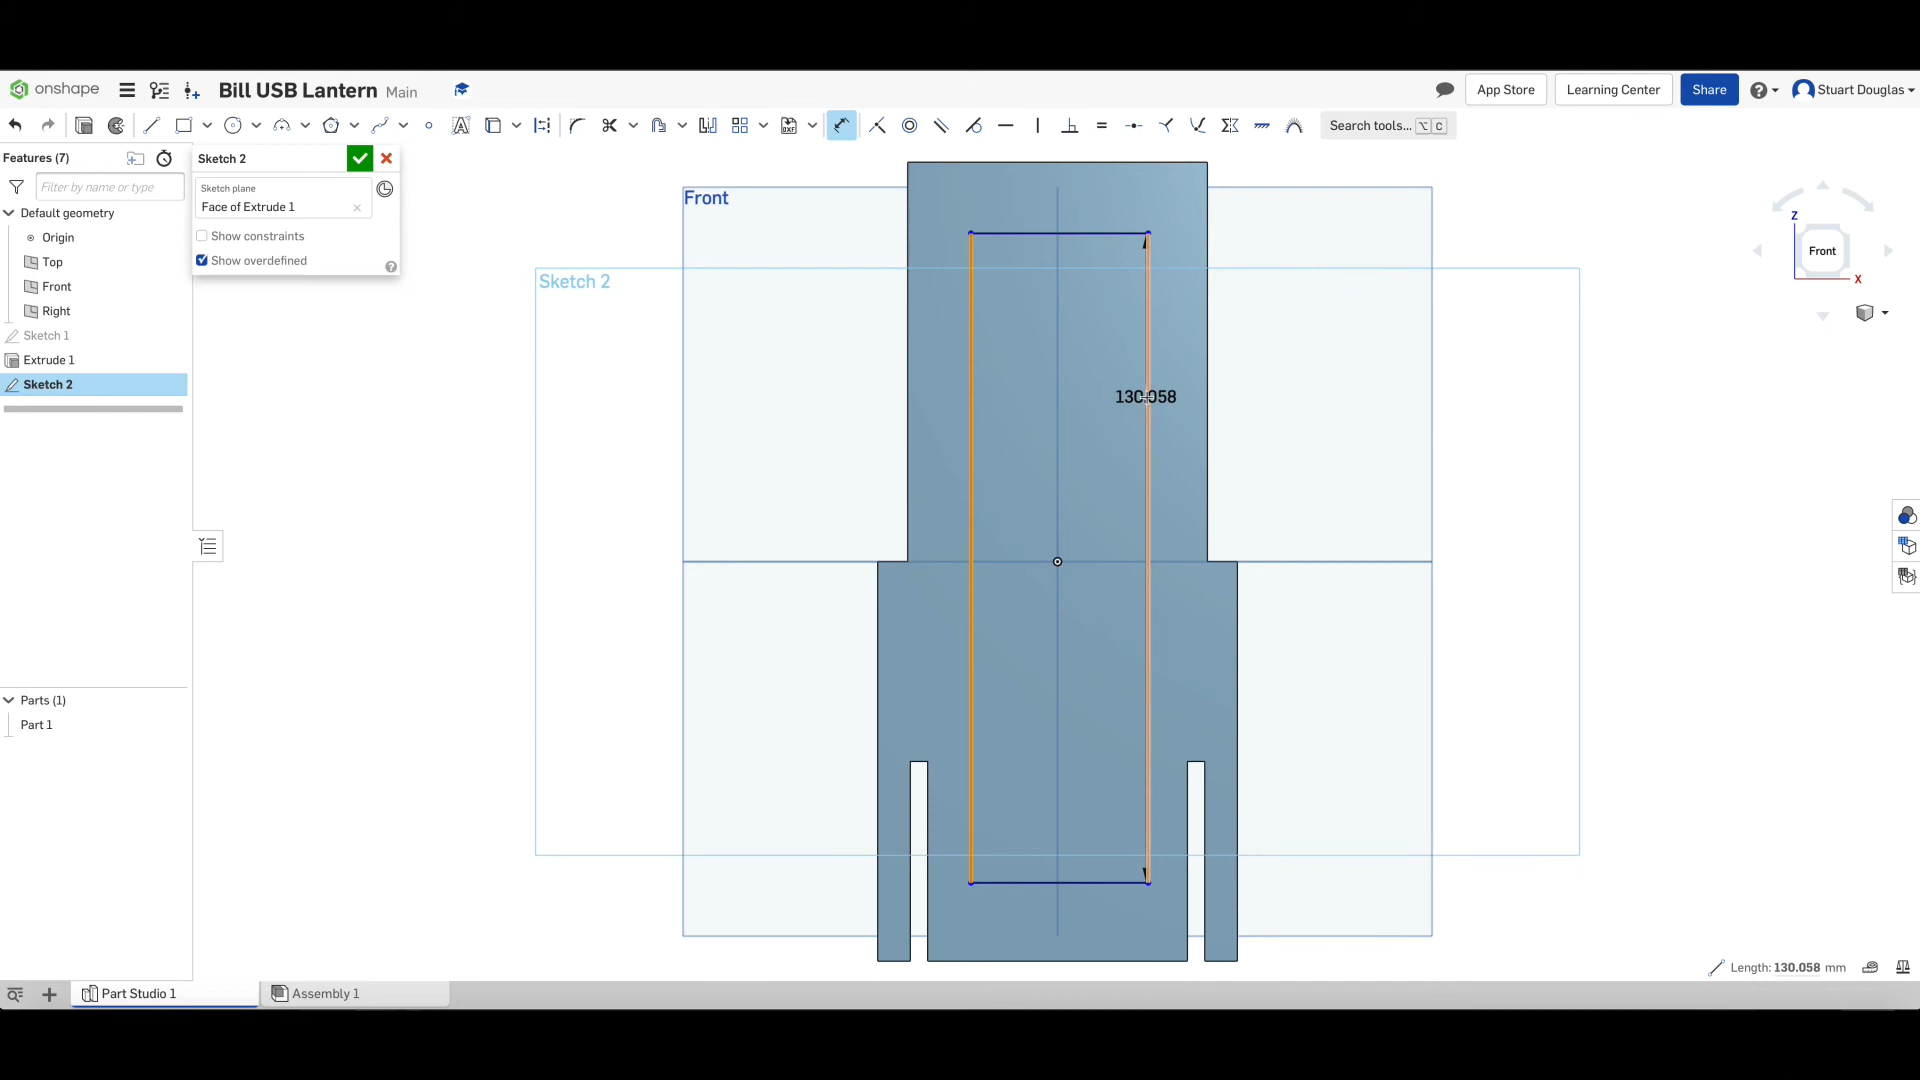 onshape Bill USB Lantern Main App Store Learning Center Share Stuart Douglas
Search tools... ⌥ C
Features (7)
Filter by name or type
Default geometry
Origin
Top
Front
Right
Sketch 1
Extrude 1
Sketch 2
Sketch 2
Sketch plane
Face of Extrude 1
Show constraints
Show overdefined
Front
Sketch 2
130.058
Z
Front
X
Parts (1)
Part 1
Length: 130.058 mm
Part Studio 1 Assembly 1